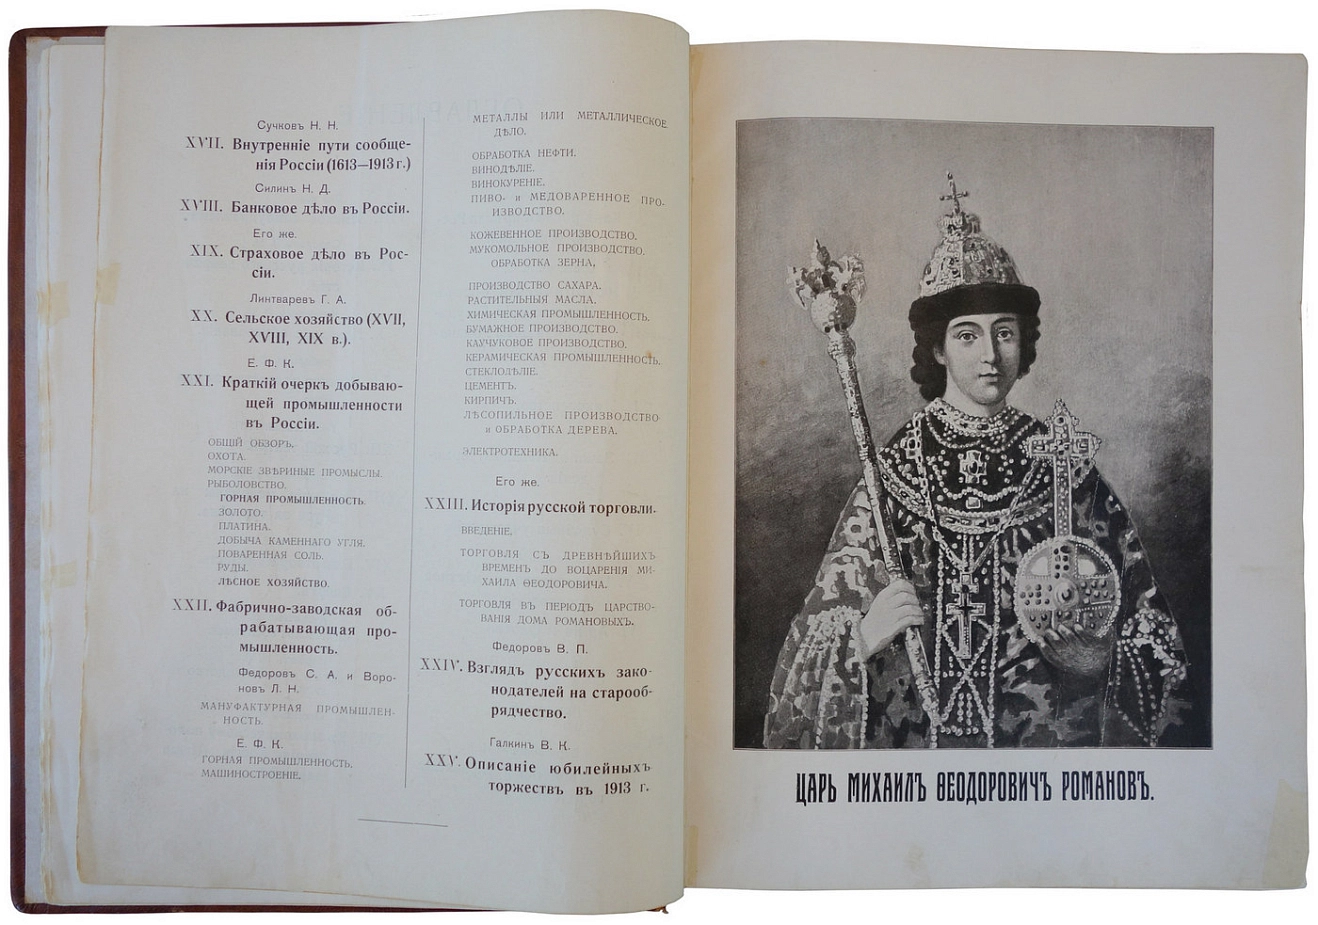 Сучковъ Н. Н.
XVII. Внутренніе пути сообще-
нія Россіи (1613—1913 г.)
Силинъ Н. Д.
XVIII. Банковое дѣло въ Россіи.
Его же.
XIX. Страховое дѣло въ Рос-
сіи.
Линтваревъ Г. А.
XX. Сельское хозяйство (XVII,
XVIII, XIX в.).
Е. Ф. К.
XXI. Краткій очеркъ добываю-
щей промышленности
въ Россіи.
ОБЩІЙ ОБЗОРЪ.
ОХОТА.
МОРСКІЕ ЗВѢРИНЫЕ ПРОМЫСЛЫ.
РЫБОЛОВСТВО.
ГОРНАЯ ПРОМЫШЛЕННОСТЬ.
ЗОЛОТО.
ПЛАТИНА.
ДОБЫЧА КАМЕННАГО УГЛЯ.
ПОВАРЕННАЯ СОЛЬ.
РУДЫ.
ЛѢСНОЕ ХОЗЯЙСТВО.
XXII. Фабрично-заводская об-
рабатывающая про-
мышленность.
Федоровъ С. А. и Воро-
новъ Л. Н.
МАНУФАКТУРНАЯ ПРОМЫШЛЕН-
НОСТЬ.
Е. Ф. К.
ГОРНАЯ ПРОМЫШЛЕННОСТЬ.
МАШИНОСТРОЕНІЕ.
МЕТАЛЛЫ ИЛИ МЕТАЛЛИЧЕСКОЕ
ДѢЛО.
ОБРАБОТКА НЕФТИ.
ВИНОДѢЛІЕ.
ВИНОКУРЕНІЕ.
ПИВО- и МЕДОВАРЕННОЕ ПРО-
ИЗВОДСТВО.
КОЖЕВЕННОЕ ПРОИЗВОДСТВО.
МУКОМОЛЬНОЕ ПРОИЗВОДСТВО.
ОБРАБОТКА ЗЕРНА,
ПРОИЗВОДСТВО САХАРА.
РАСТИТЕЛЬНЫЯ МАСЛА.
ХИМИЧЕСКАЯ ПРОМЫШЛЕННОСТЬ.
БУМАЖНОЕ ПРОИЗВОДСТВО.
КАУЧУКОВОЕ ПРОИЗВОДСТВО.
КЕРАМИЧЕСКАЯ ПРОМЫШЛЕННОСТЬ.
СТЕКЛОДѢЛІЕ.
ЦЕМЕНТЪ.
КИРПИЧЪ.
ЛѢСОПИЛЬНОЕ ПРОИЗВОДСТВО
и ОБРАБОТКА ДЕРЕВА.
ЭЛЕКТРОТЕХНИКА.
Его же.
XXIII. Исторія русской торговли.
ВВЕДЕНІЕ.
ТОРГОВЛЯ СЪ ДРЕВНѢЙШИХЪ
ВРЕМЕНЪ ДО ВОЦАРЕНІЯ МИ-
ХАИЛА ѲЕОДОРОВИЧА.
ТОРГОВЛЯ ВЪ ПЕРІОДЪ ЦАРСТВО-
ВАНІЯ ДОМА РОМАНОВЫХЪ.
Федоровъ В. П.
XXIV. Взглядъ русскихъ зако-
нодателей на старооб-
рядчество.
Галкинъ В. К.
XXV. Описаніе юбилейныхъ
торжествъ въ 1913 г.
ЦАРЬ МИХАИЛЪ ѲЕОДОРОВИЧЪ РОМАНОВЪ.